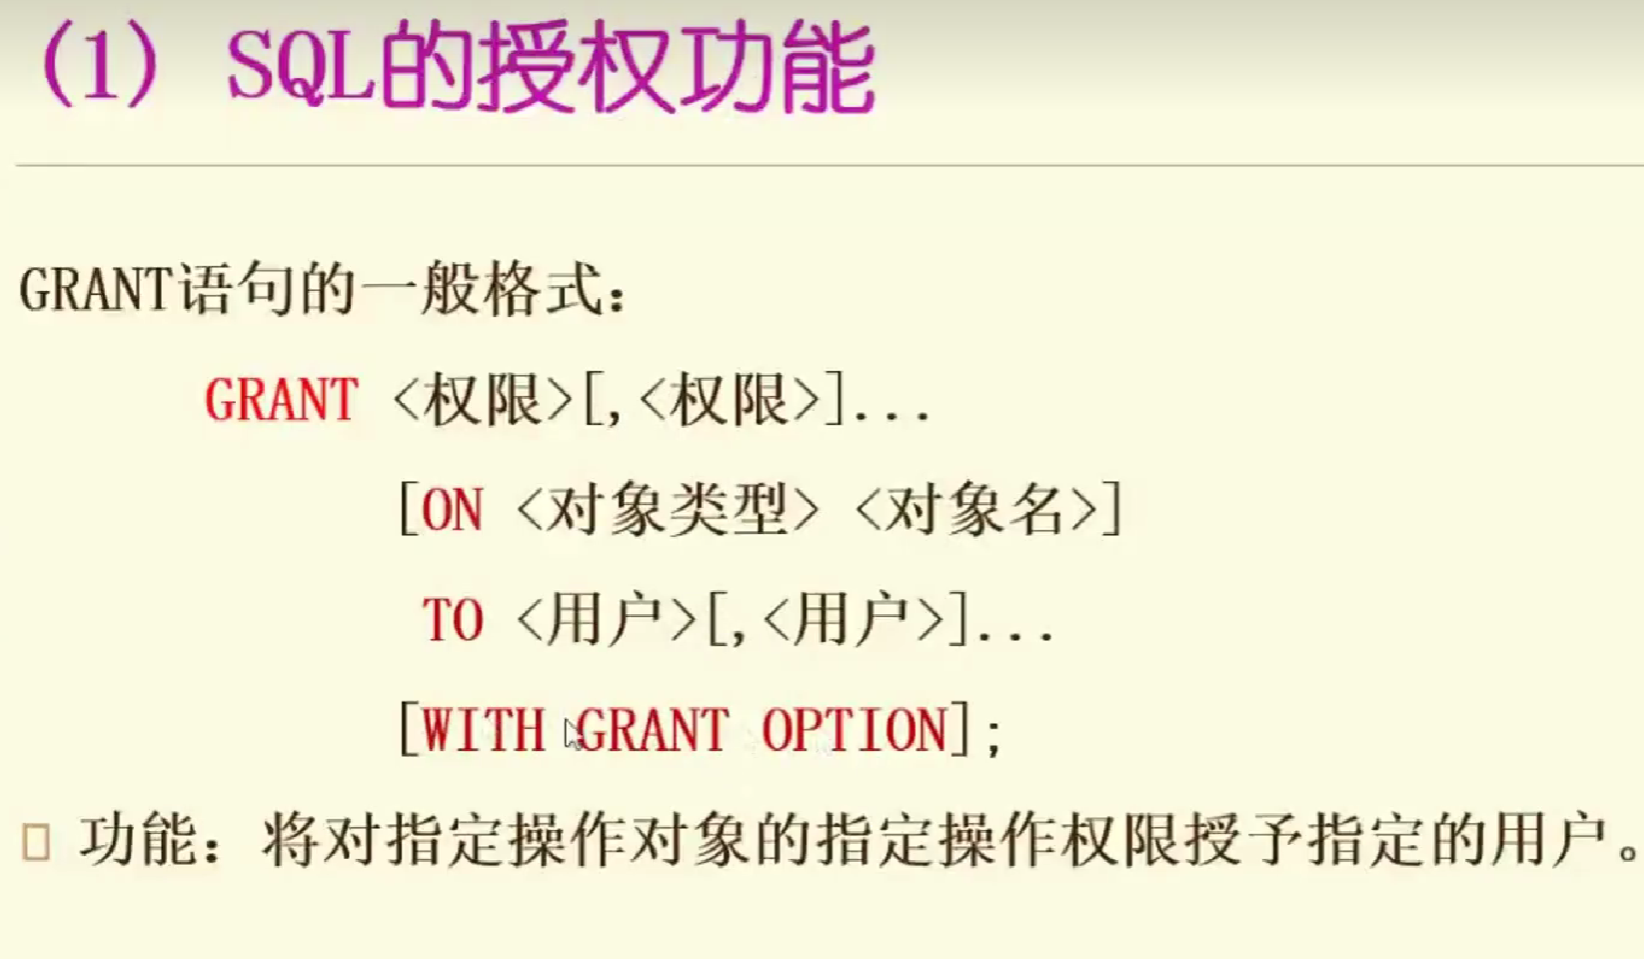 (1) SQL的授权功能
GRANT语句的一般格式：
GRANT <权限>[,<权限>]...
[ON <对象类型> <对象名>]
TO <用户>[,<用户>]...
[WITH GRANT OPTION];
功能：将对指定操作对象的指定操作权限授予指定的用户。